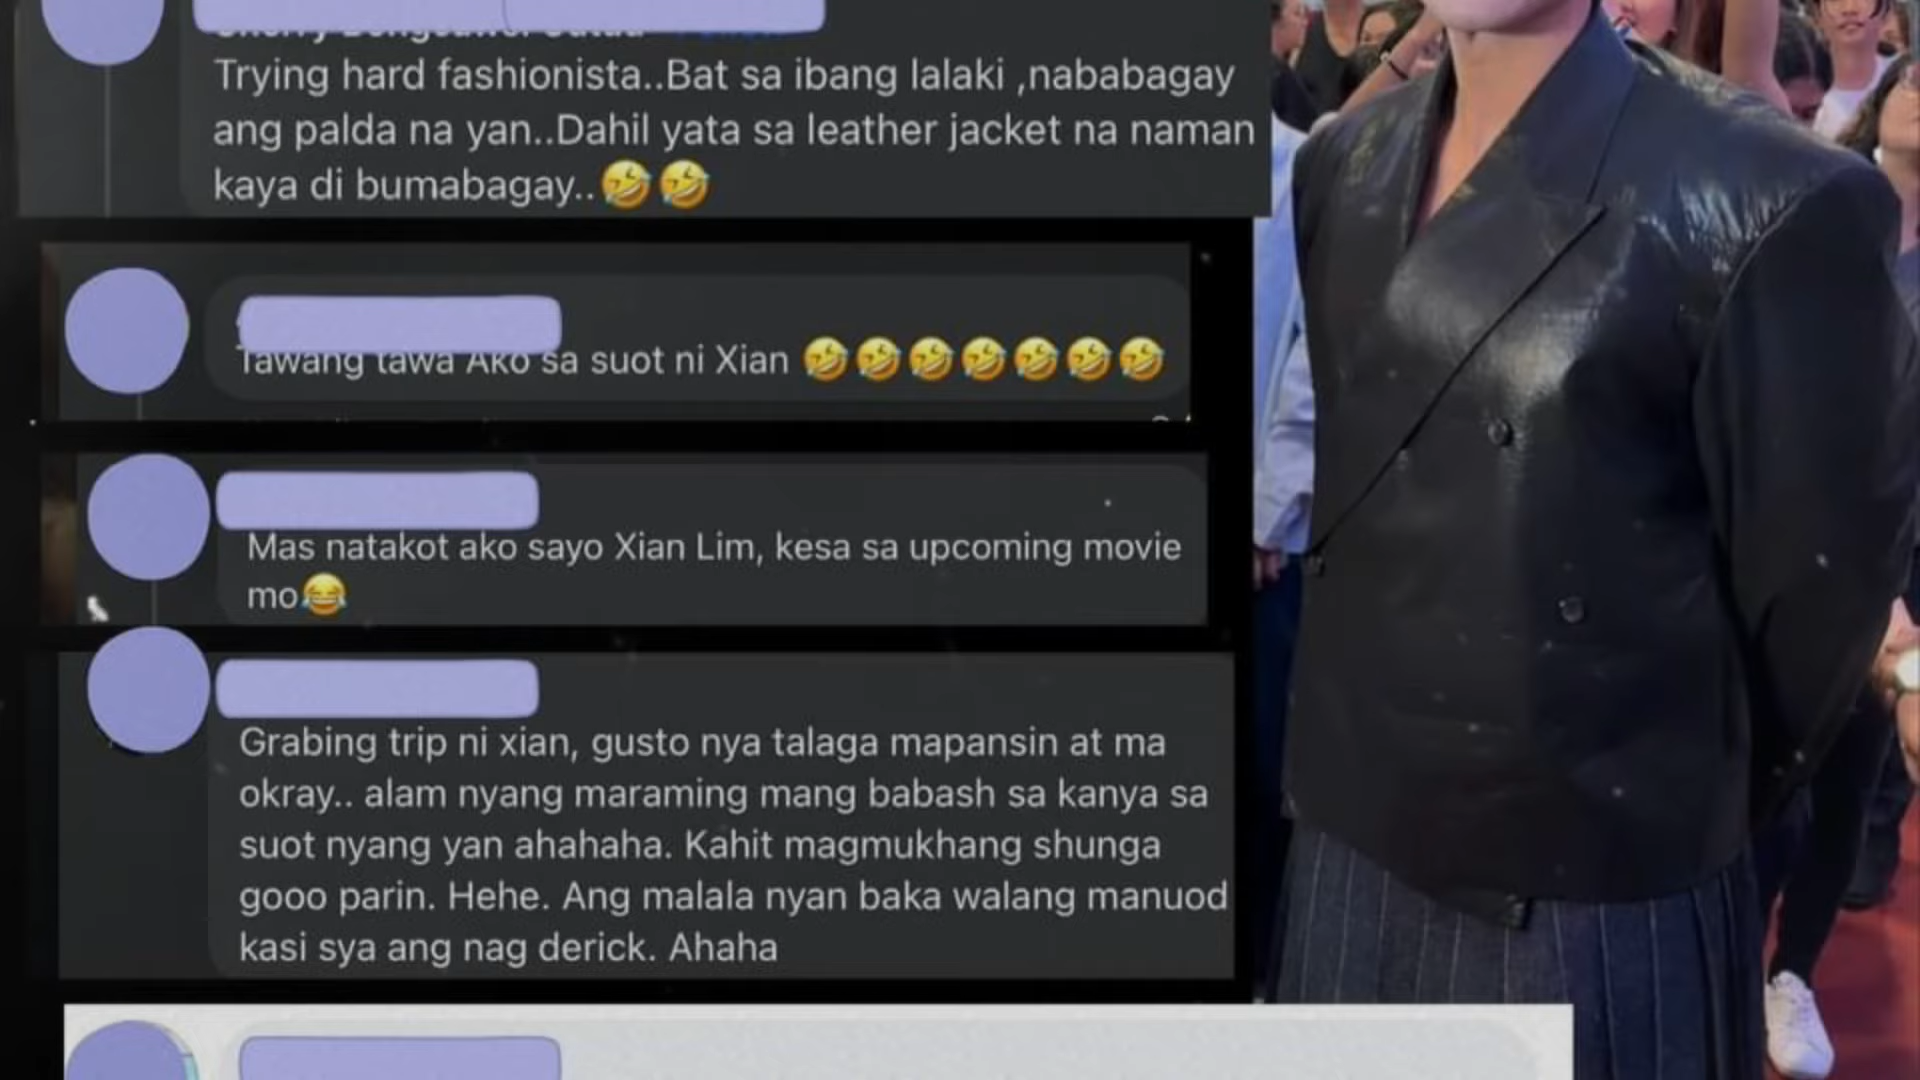 Trying hard fashionista..Bat sa ibang lalaki ,nababagay
ang palda na yan..Dahil yata sa leather jacket na naman
kaya di bumabagay..🤣🤣
Tawang tawa Ako sa suot ni Xian 🤣🤣🤣🤣🤣🤣🤣
Mas natakot ako sayo Xian Lim, kesa sa upcoming movie
mo😂
Grabing trip ni xian, gusto nya talaga mapansin at ma
okray.. alam nyang maraming mang babash sa kanya sa
suot nyang yan ahahaha. Kahit magmukhang shunga
gooo parin. Hehe. Ang malala nyan baka walang manuod
kasi sya ang nag derick. Ahaha